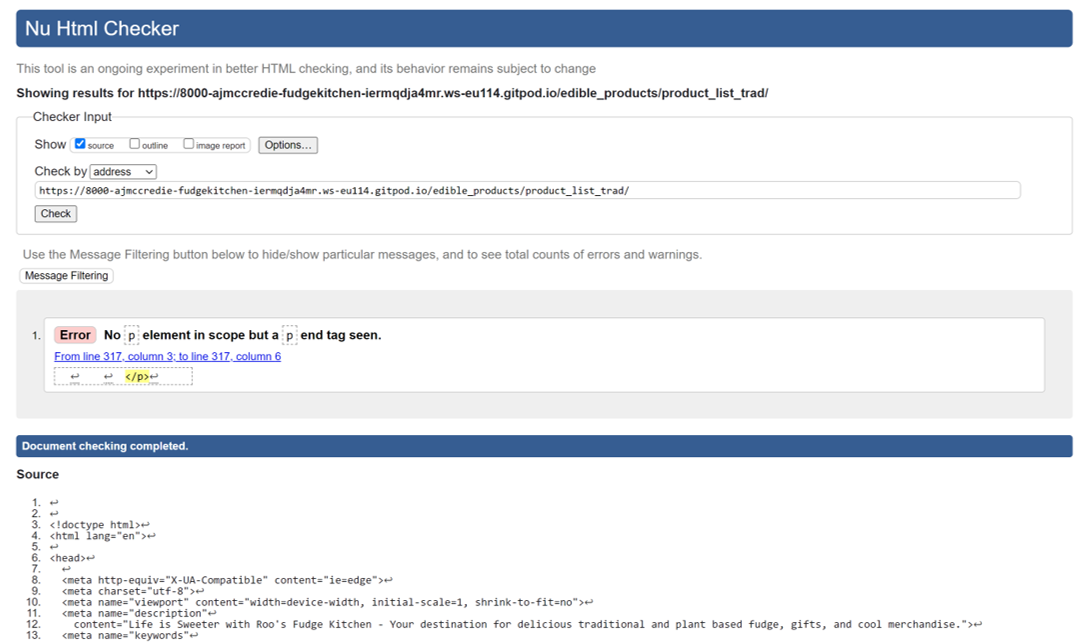 Nu Html Checker
This tool is an ongoing experiment in better HTML checking, and its behavior remains subject to change
Showing results for https://8000-ajmccredie-fudgekitchen-iermqdja4mr.ws-eu114.gitpod.io/edible_products/product_list_trad/
Checker Input
Show source outline image report Options...
Check by address
https://8000-ajmccredie-fudgekitchen-iermqdja4mr.ws-eu114.gitpod.io/edible_products/product_list_trad/
Check
Use the Message Filtering button below to hide/show particular messages, and to see total counts of errors and warnings.
Message Filtering
1. Error No p element in scope but a p end tag seen.
From line 317, column 3; to line 317, column 6
↩ ↩ </p>↩
Document checking completed.
Source
1. ↩
2. ↩
3. <!doctype html>↩
4. <html lang="en">↩
5. ↩
6. <head>↩
7. ↩
8. <meta http-equiv="X-UA-Compatible" content="ie=edge">↩
9. <meta charset="utf-8">↩
10. <meta name="viewport" content="width=device-width, initial-scale=1, shrink-to-fit=no">↩
11. <meta name="description"↩
12. content="Life is Sweeter with Roo's Fudge Kitchen - Your destination for delicious traditional and plant based fudge, gifts, and cool merchandise.">↩
13. <meta name="keywords"↩